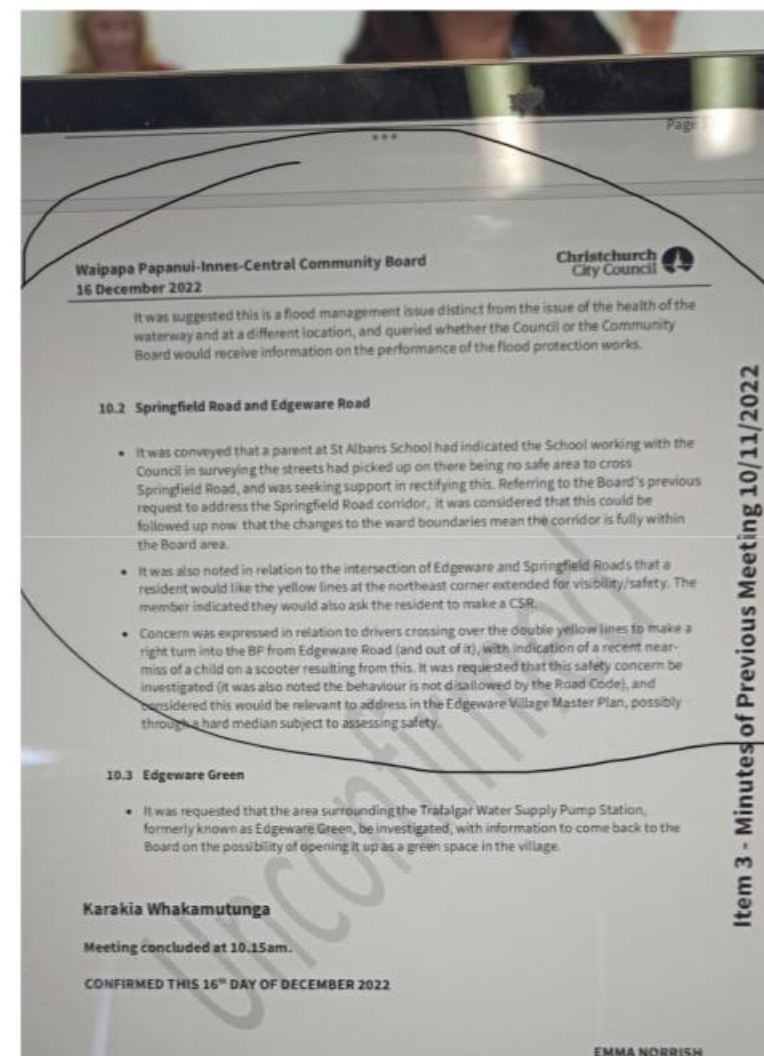 Page
Waipapa Papanui-Innes-Central Community Board
16 December 2022
Christchurch
City Council
It was suggested this is a flood management issue distinct from the issue of the health of the
waterway and at a different location, and queried whether the Council or the Community
Board would receive information on the performance of the flood protection works.
10.2 Springfield Road and Edgeware Road
• It was conveyed that a parent at St Albans School had indicated the School working with the
Council in surveying the streets had picked up on there being no safe area to cross
Springfield Road, and was seeking support in rectifying this. Referring to the Board's previous
request to address the Springfield Road corridor, it was considered that this could be
followed up now that the changes to the ward boundaries mean the corridor is fully within
the Board area.
• It was also noted in relation to the intersection of Edgeware and Springfield Roads that a
resident would like the yellow lines at the northeast corner extended for visibility/safety. The
member indicated they would also ask the resident to make a CSR.
• Concern was expressed in relation to drivers crossing over the double yellow lines to make a
right turn into the BP from Edgeware Road (and out of it), with indication of a recent near-
miss of a child on a scooter resulting from this. It was requested that this safety concern be
investigated (it was also noted the behaviour is not disallowed by the Road Code), and
considered this would be relevant to address in the Edgeware Village Master Plan, possibly
through a hard median subject to assessing safety.
10.3 Edgeware Green
• It was requested that the area surrounding the Trafalgar Water Supply Pump Station,
formerly known as Edgeware Green, be investigated, with information to come back to the
Board on the possibility of opening it up as a green space in the village.
Karakia Whakamutunga
Meeting concluded at 10.15am.
CONFIRMED THIS 16TH DAY OF DECEMBER 2022
EMMA NORRISH
Item 3 - Minutes of Previous Meeting 10/11/2022
Unconfirmed